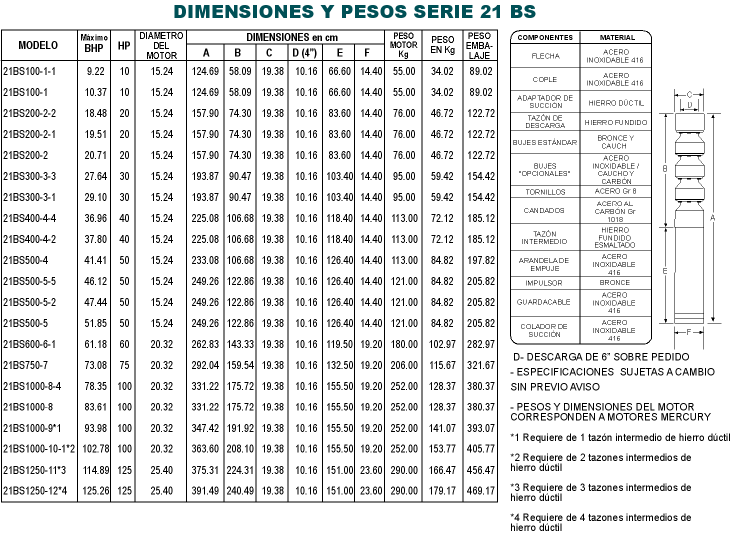 DIMENSIONES Y PESOS SERIE 21 BS
MODELO Máximo BHP HP DIAMETRO DEL MOTOR DIMENSIONES en cm PESO MOTOR Kg PESO EN Kg PESO EMBA- LAJE
A B C D (4") E F
21BS100-1-1 9.22 10 15.24 124.69 58.09 19.38 10.16 66.60 14.40 55.00 34.02 89.02
21BS100-1 10.37 10 15.24 124.69 58.09 19.38 10.16 66.60 14.40 55.00 34.02 89.02
21BS200-2-2 18.48 20 15.24 157.90 74.30 19.38 10.16 83.60 14.40 76.00 46.72 122.72
21BS200-2-1 19.51 20 15.24 157.90 74.30 19.38 10.16 83.60 14.40 76.00 46.72 122.72
21BS200-2 20.71 20 15.24 157.90 74.30 19.38 10.16 83.60 14.40 76.00 46.72 122.72
21BS300-3-3 27.64 30 15.24 193.87 90.47 19.38 10.16 103.40 14.40 95.00 59.42 154.42
21BS300-3-1 29.10 30 15.24 193.87 90.47 19.38 10.16 103.40 14.40 95.00 59.42 154.42
21BS400-4-4 36.96 40 15.24 225.08 106.68 19.38 10.16 118.40 14.40 113.00 72.12 185.12
21BS400-4-2 37.80 40 15.24 225.08 106.68 19.38 10.16 118.40 14.40 113.00 72.12 185.12
21BS500-4 41.41 50 15.24 233.08 106.68 19.38 10.16 126.40 14.40 113.00 84.82 197.82
21BS500-5-5 46.12 50 15.24 249.26 122.86 19.38 10.16 126.40 14.40 121.00 84.82 205.82
21BS500-5-2 47.44 50 15.24 249.26 122.86 19.38 10.16 126.40 14.40 121.00 84.82 205.82
21BS500-5 51.85 50 15.24 249.26 122.86 19.38 10.16 126.40 14.40 121.00 84.82 205.82
21BS600-6-1 61.18 60 20.32 262.83 143.33 19.38 10.16 119.50 19.20 180.00 102.97 282.97
21BS750-7 73.08 75 20.32 292.04 159.54 19.38 10.16 132.50 19.20 206.00 115.67 321.67
21BS1000-8-4 78.35 100 20.32 331.22 175.72 19.38 10.16 155.50 19.20 252.00 128.37 380.37
21BS1000-8 83.61 100 20.32 331.22 175.72 19.38 10.16 155.50 19.20 252.00 128.37 380.37
21BS1000-9*1 93.98 100 20.32 347.42 191.92 19.38 10.16 155.50 19.20 252.00 141.07 393.07
21BS1000-10-1*2 102.78 100 20.32 363.60 208.10 19.38 10.16 155.50 19.20 252.00 153.77 405.77
21BS1250-11*3 114.89 125 25.40 375.31 224.31 19.38 10.16 151.00 23.60 290.00 166.47 456.47
21BS1250-12*4 125.26 125 25.40 391.49 240.49 19.38 10.16 151.00 23.60 290.00 179.17 469.17
COMPONENTES MATERIAL
FLECHA ACERO INOXIDABLE 416
COPLE ACERO INOXIDABLE 416
ADAPTADOR DE SUCCIÓN HIERRO DÚCTIL
TAZÓN DE DESCARGA HIERRO FUNDIDO
BUJES ESTÁNDAR BRONCE Y CAUCH
BUJES "OPCIONALES" ACERO INOXIDABLE / CAUCHO Y CARBÓN
TORNILLOS ACERO Gr 8
CANDADOS ACERO AL CARBÓN Gr 1018
TAZÓN INTERMEDIO HIERRO FUNDIDO ESMALTADO
ARANDELA DE EMPUJE ACERO INOXIDABLE 416
IMPULSOR BRONCE
GUARDACABLE ACERO INOXIDABLE 416
COLADOR DE SUCCIÓN ACERO INOXIDABLE 416
C
D
B
A
E
F
D- DESCARGA DE 6" SOBRE PEDIDO
- ESPECIFICACIONES SUJETAS A CAMBIO
SIN PREVIO AVISO
- PESOS Y DIMENSIONES DEL MOTOR
CORRESPONDEN A MOTORES MERCURY
*1 Requiere de 1 tazón intermedio de hierro dúctil
*2 Requiere de 2 tazones intermedios de
hierro dúctil
*3 Requiere de 3 tazones intermedios de
hierro dúctil
*4 Requiere de 4 tazones intermedios de
hierro dúctil